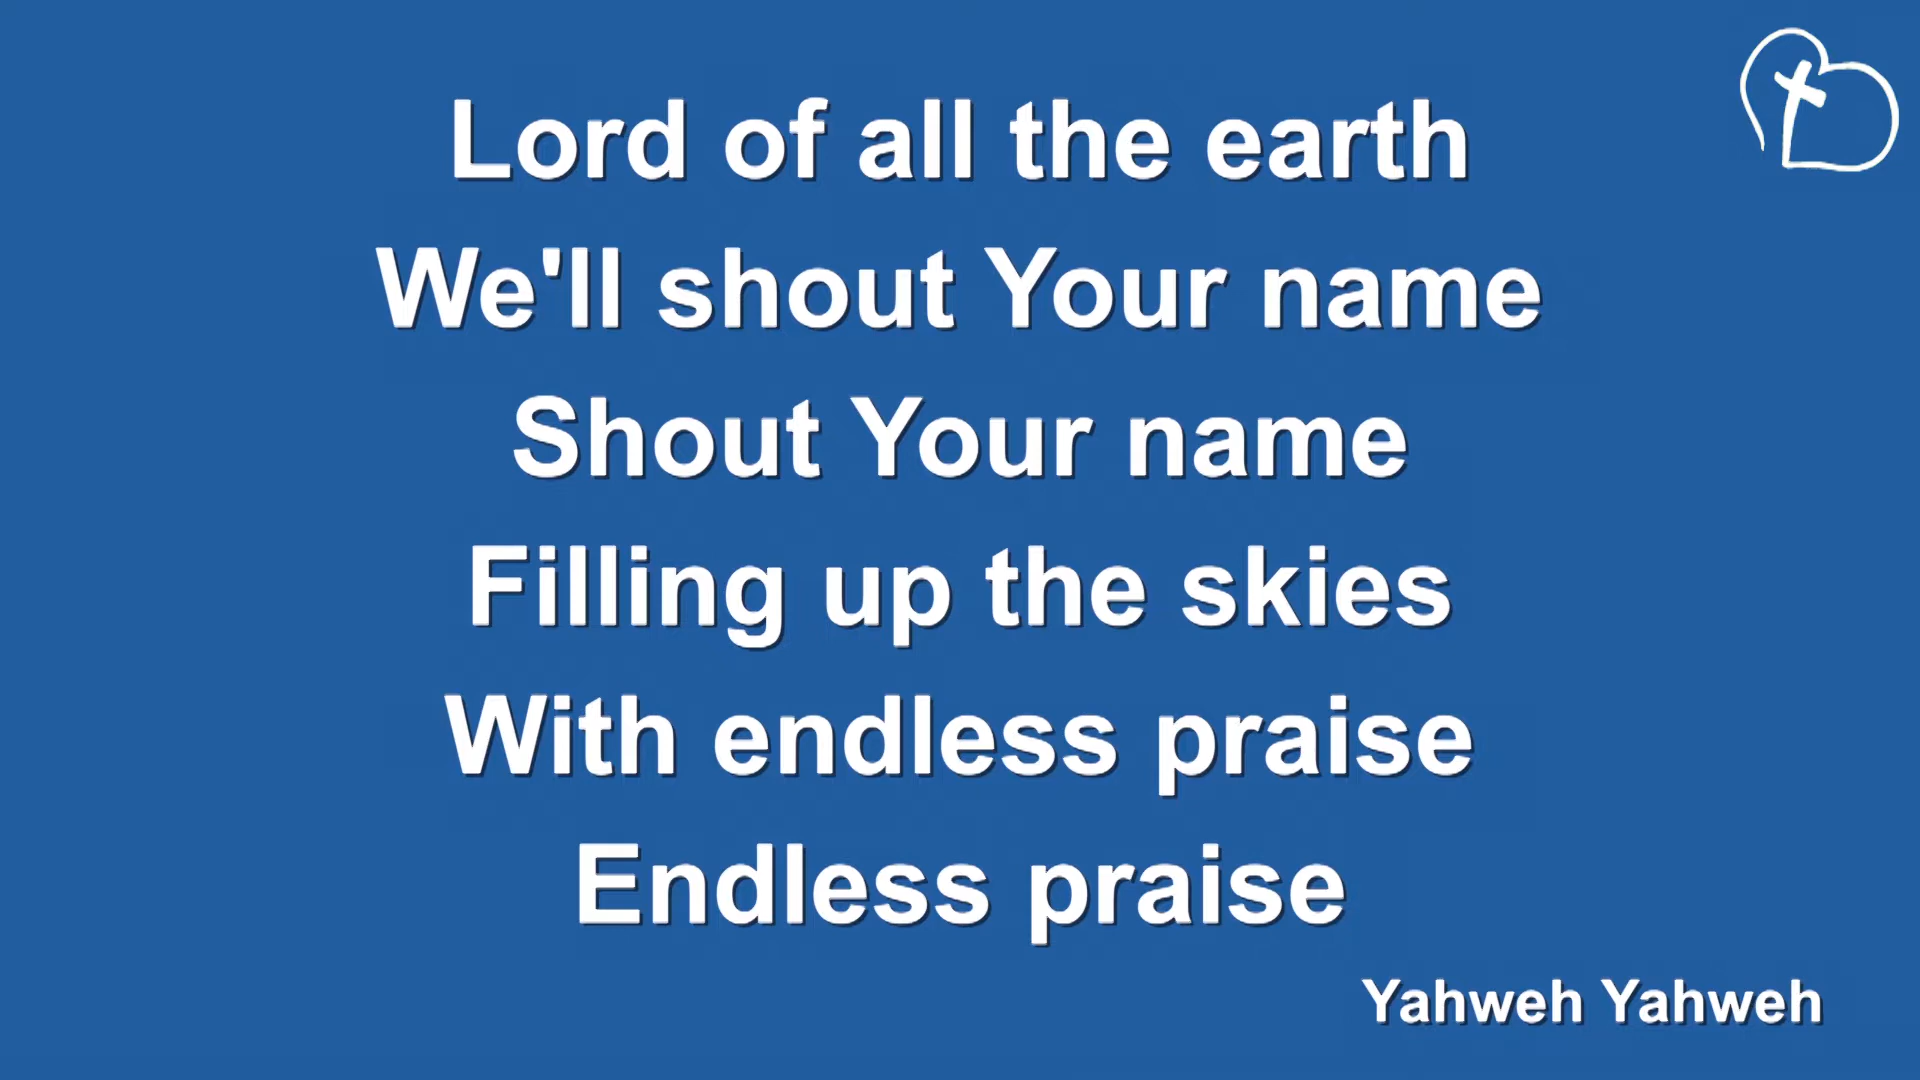 Lord of all the earth
We'll shout Your name
Shout Your name
Filling up the skies
With endless praise
Endless praise
Yahweh Yahweh